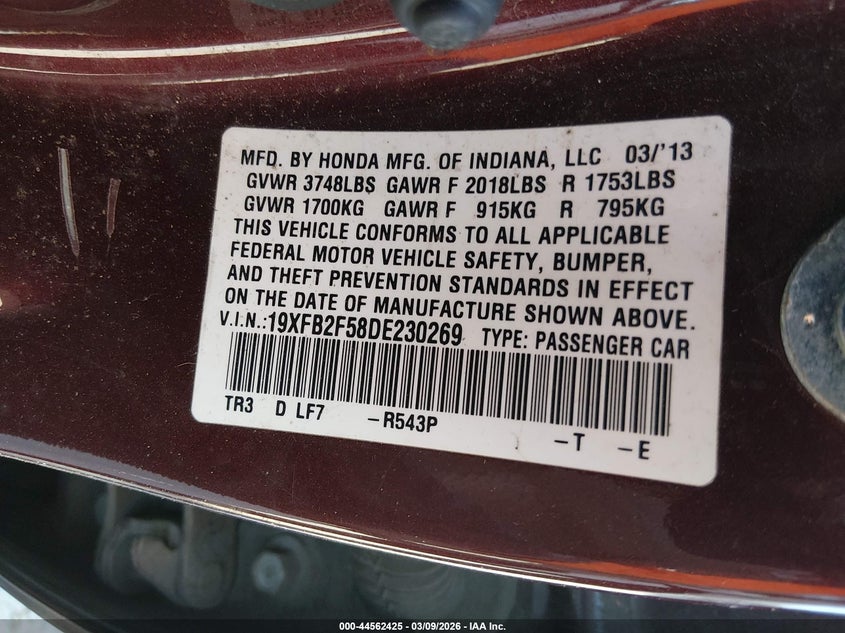 MFD. BY HONDA MFG. OF INDIANA, LLC 03/'13
GVWR 3748LBS GAWR F 2018LBS R 1753LBS
GVWR 1700KG GAWR F 915KG R 795KG
THIS VEHICLE CONFORMS TO ALL APPLICABLE
FEDERAL MOTOR VEHICLE SAFETY, BUMPER,
AND THEFT PREVENTION STANDARDS IN EFFECT
ON THE DATE OF MANUFACTURE SHOWN ABOVE.
V.I.N.:19XFB2F58DE230269 TYPE: PASSENGER CAR
TR3 D LF7 –R543P –T –E
000-44562425 - 03/09/2026 - IAA Inc.